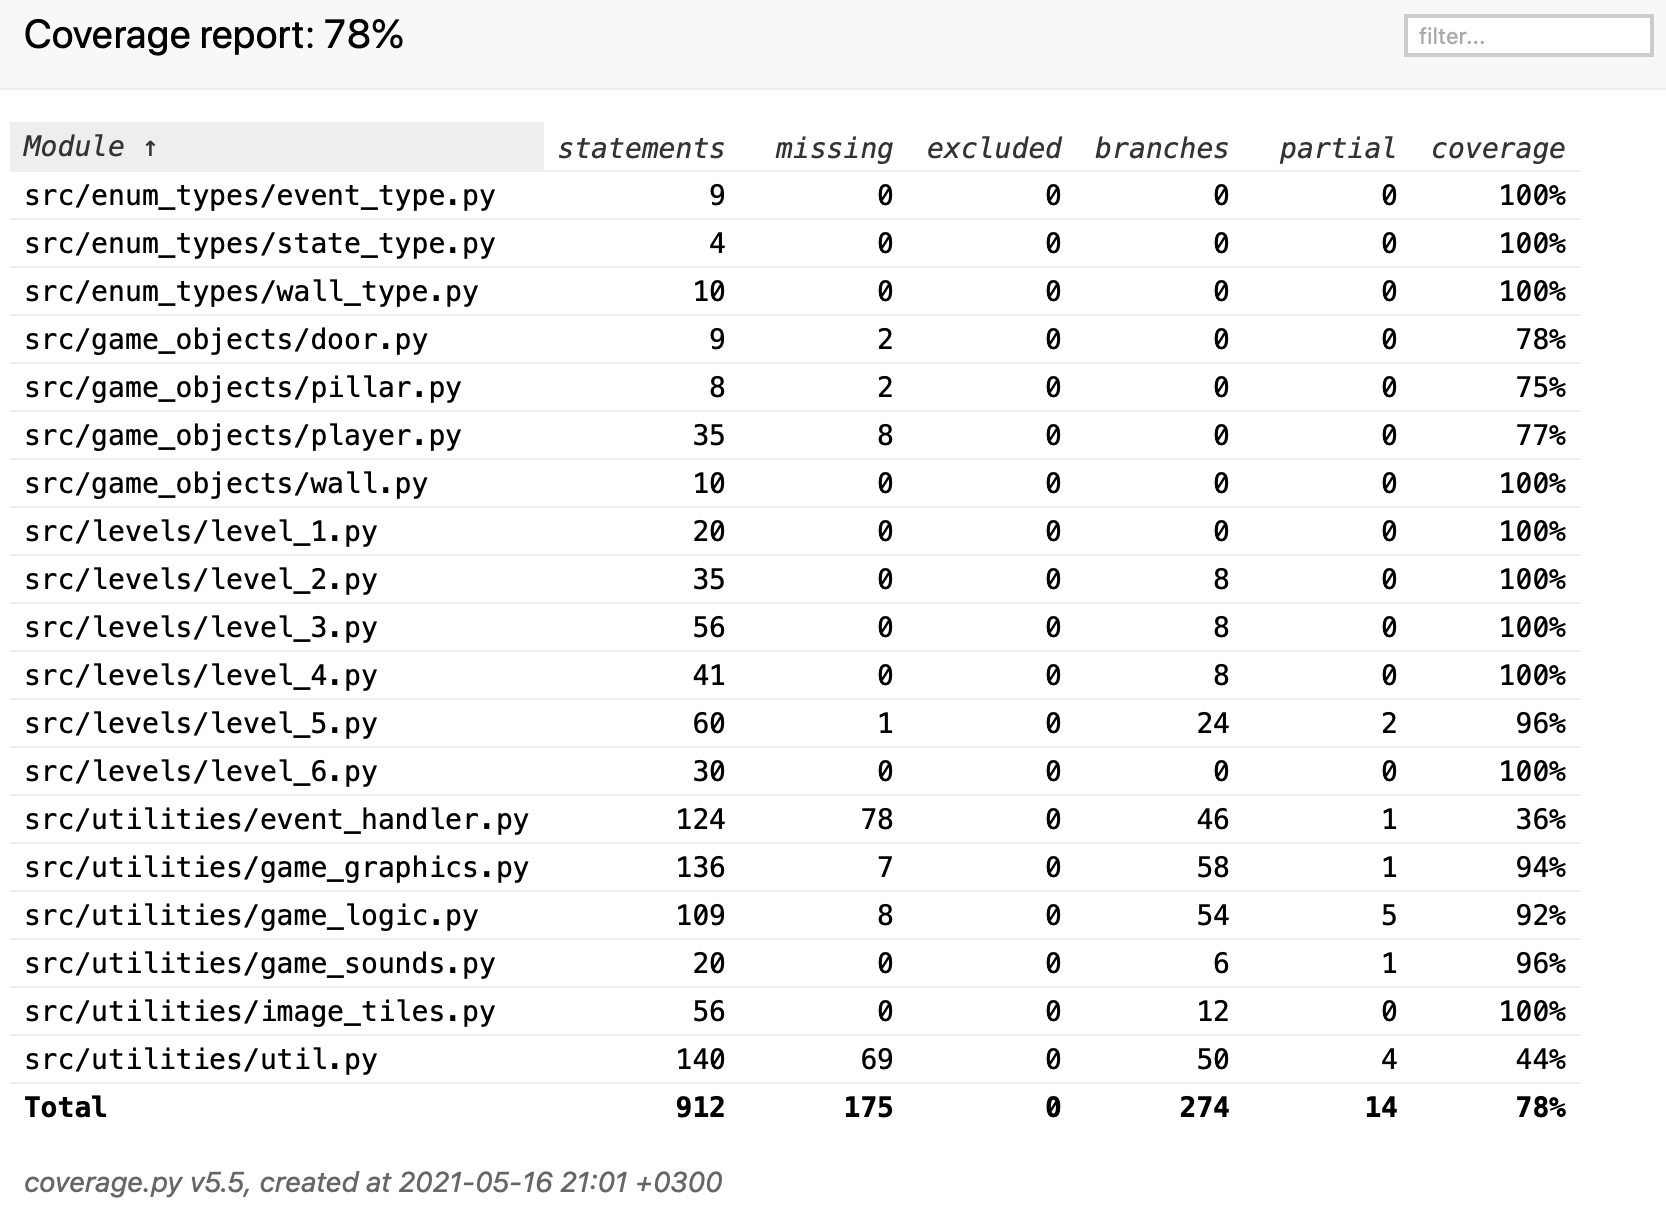 Coverage report: 78%
filter...
Module ↑ statements missing excluded branches partial coverage
src/enum_types/event_type.py 9 0 0 0 0 100%
src/enum_types/state_type.py 4 0 0 0 0 100%
src/enum_types/wall_type.py 10 0 0 0 0 100%
src/game_objects/door.py 9 2 0 0 0 78%
src/game_objects/pillar.py 8 2 0 0 0 75%
src/game_objects/player.py 35 8 0 0 0 77%
src/game_objects/wall.py 10 0 0 0 0 100%
src/levels/level_1.py 20 0 0 0 0 100%
src/levels/level_2.py 35 0 0 8 0 100%
src/levels/level_3.py 56 0 0 8 0 100%
src/levels/level_4.py 41 0 0 8 0 100%
src/levels/level_5.py 60 1 0 24 2 96%
src/levels/level_6.py 30 0 0 0 0 100%
src/utilities/event_handler.py 124 78 0 46 1 36%
src/utilities/game_graphics.py 136 7 0 58 1 94%
src/utilities/game_logic.py 109 8 0 54 5 92%
src/utilities/game_sounds.py 20 0 0 6 1 96%
src/utilities/image_tiles.py 56 0 0 12 0 100%
src/utilities/util.py 140 69 0 50 4 44%
Total 912 175 0 274 14 78%
coverage.py v5.5, created at 2021-05-16 21:01 +0300